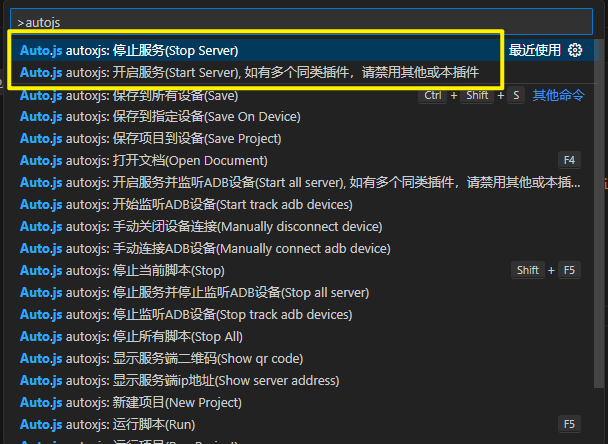 >autojs
Auto.js autoxjs: 停止服务(Stop Server) 最近使用
Auto.js autoxjs: 开启服务(Start Server), 如有多个同类插件，请禁用其他或本插件
Auto.js autoxjs: 保存到所有设备(Save) Ctrl + Shift + S 其他命令
Auto.js autoxjs: 保存到指定设备(Save On Device)
Auto.js autoxjs: 保存项目到设备(Save Project)
Auto.js autoxjs: 打开文档(Open Document) F4
Auto.js autoxjs: 开启服务并监听ADB设备(Start all server), 如有多个同类插件，请禁用其他或本插...
Auto.js autoxjs: 开始监听ADB设备(Start track adb devices)
Auto.js autoxjs: 手动关闭设备连接(Manually disconnect device)
Auto.js autoxjs: 手动连接ADB设备(Manually connect adb device)
Auto.js autoxjs: 停止当前脚本(Stop) Shift + F5
Auto.js autoxjs: 停止服务并停止监听ADB设备(Stop all server)
Auto.js autoxjs: 停止监听ADB设备(Stop track adb devices)
Auto.js autoxjs: 停止所有脚本(Stop All)
Auto.js autoxjs: 显示服务端二维码(Show qr code)
Auto.js autoxjs: 显示服务端ip地址(Show server address)
Auto.js autoxjs: 新建项目(New Project)
Auto.js autoxjs: 运行脚本(Run) F5
Auto.js autoxjs: 运行项目(Run Project)